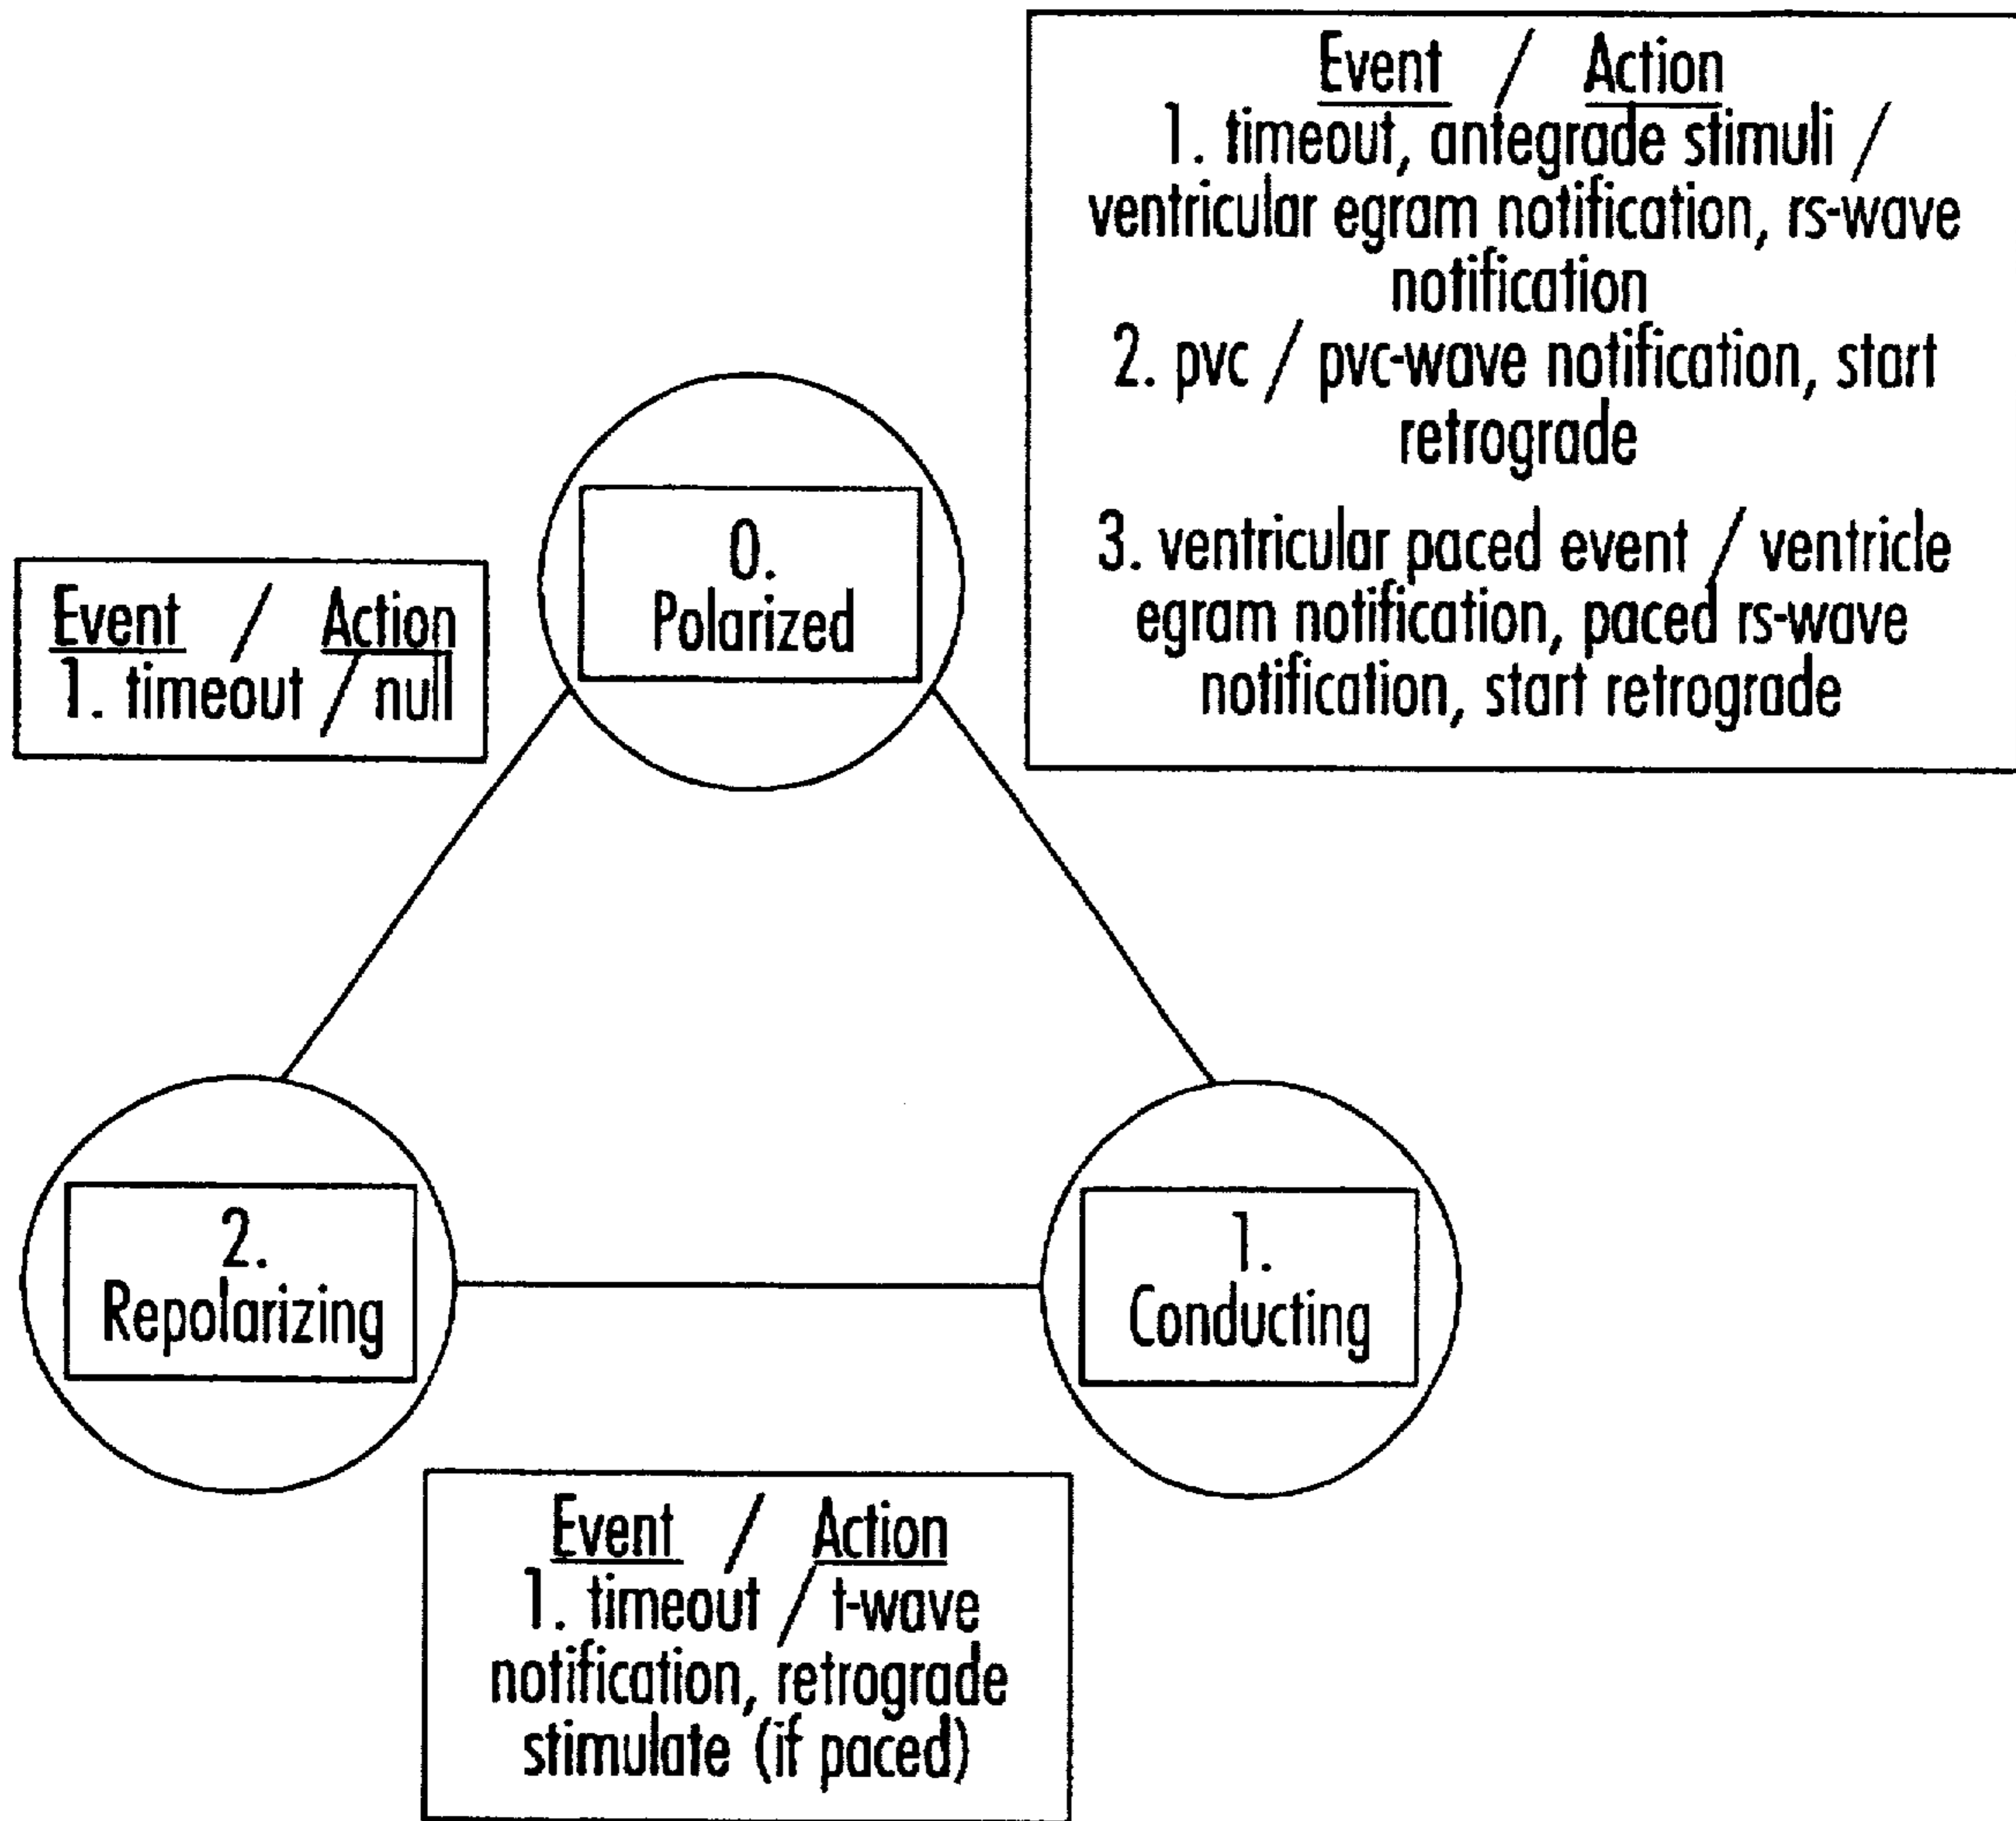 Event / Action
1. timeout, antegrade stimuli /
ventricular egram notification, rs-wave
notification
2. pvc / pvc-wave notification, start
retrograde
3. ventricular paced event / ventricle
egram notification, paced rs-wave
notification, start retrograde
0.
Polarized
Event / Action
1. timeout / null
2.
Repolarizing
1.
Conducting
Event / Action
1. timeout / t-wave
notification, retrograde
stimulate (if paced)